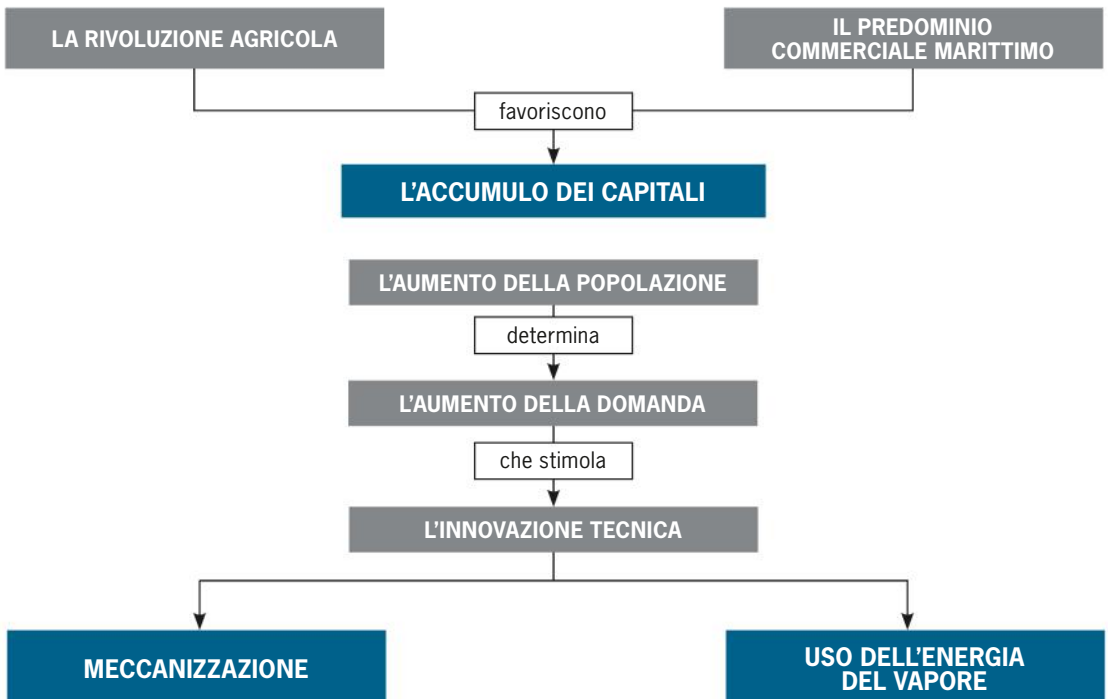 LA RIVOLUZIONE AGRICOLA
IL PREDOMINIO
COMMERCIALE MARITTIMO
favoriscono
L'ACCUMULO DEI CAPITALI
L'AUMENTO DELLA POPOLAZIONE
determina
L'AUMENTO DELLA DOMANDA
che stimola
L'INNOVAZIONE TECNICA
MECCANIZZAZIONE
USO DELL'ENERGIA
DEL VAPORE